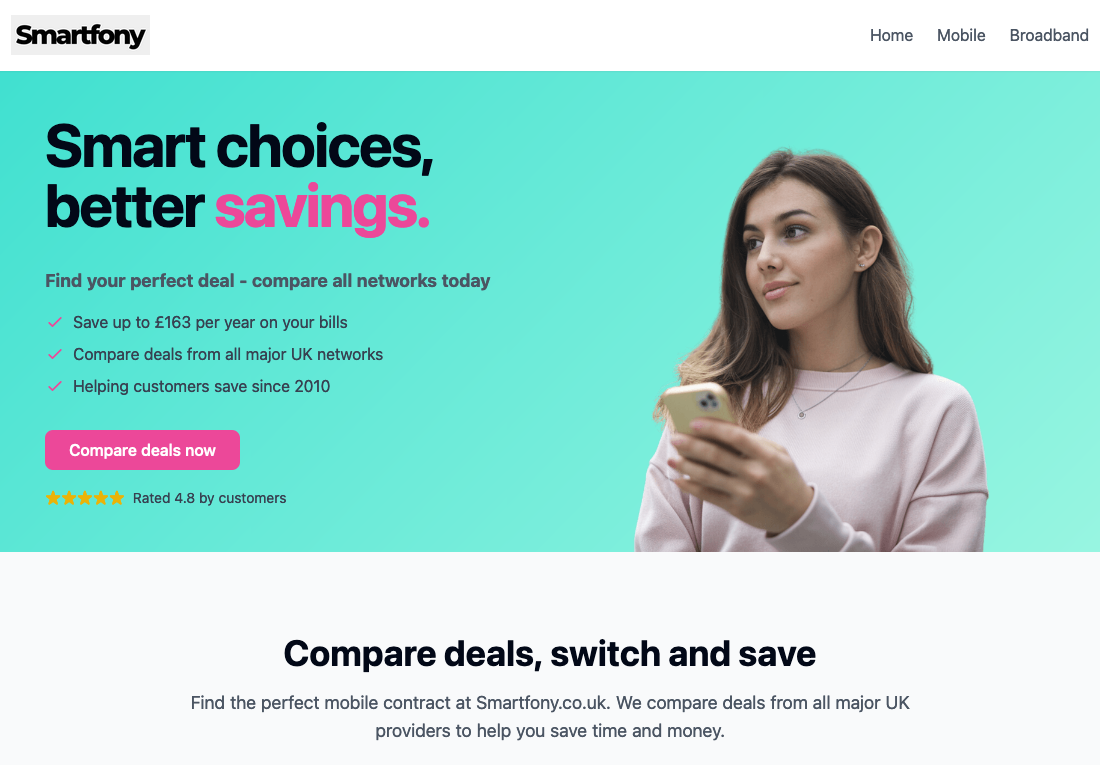 Smartfony
Home Mobile Broadband
Smart choices,
better savings.
Find your perfect deal - compare all networks today
Save up to £163 per year on your bills
Compare deals from all major UK networks
Helping customers save since 2010
Compare deals now
Rated 4.8 by customers
Compare deals, switch and save
Find the perfect mobile contract at Smartfony.co.uk. We compare deals from all major UK
providers to help you save time and money.